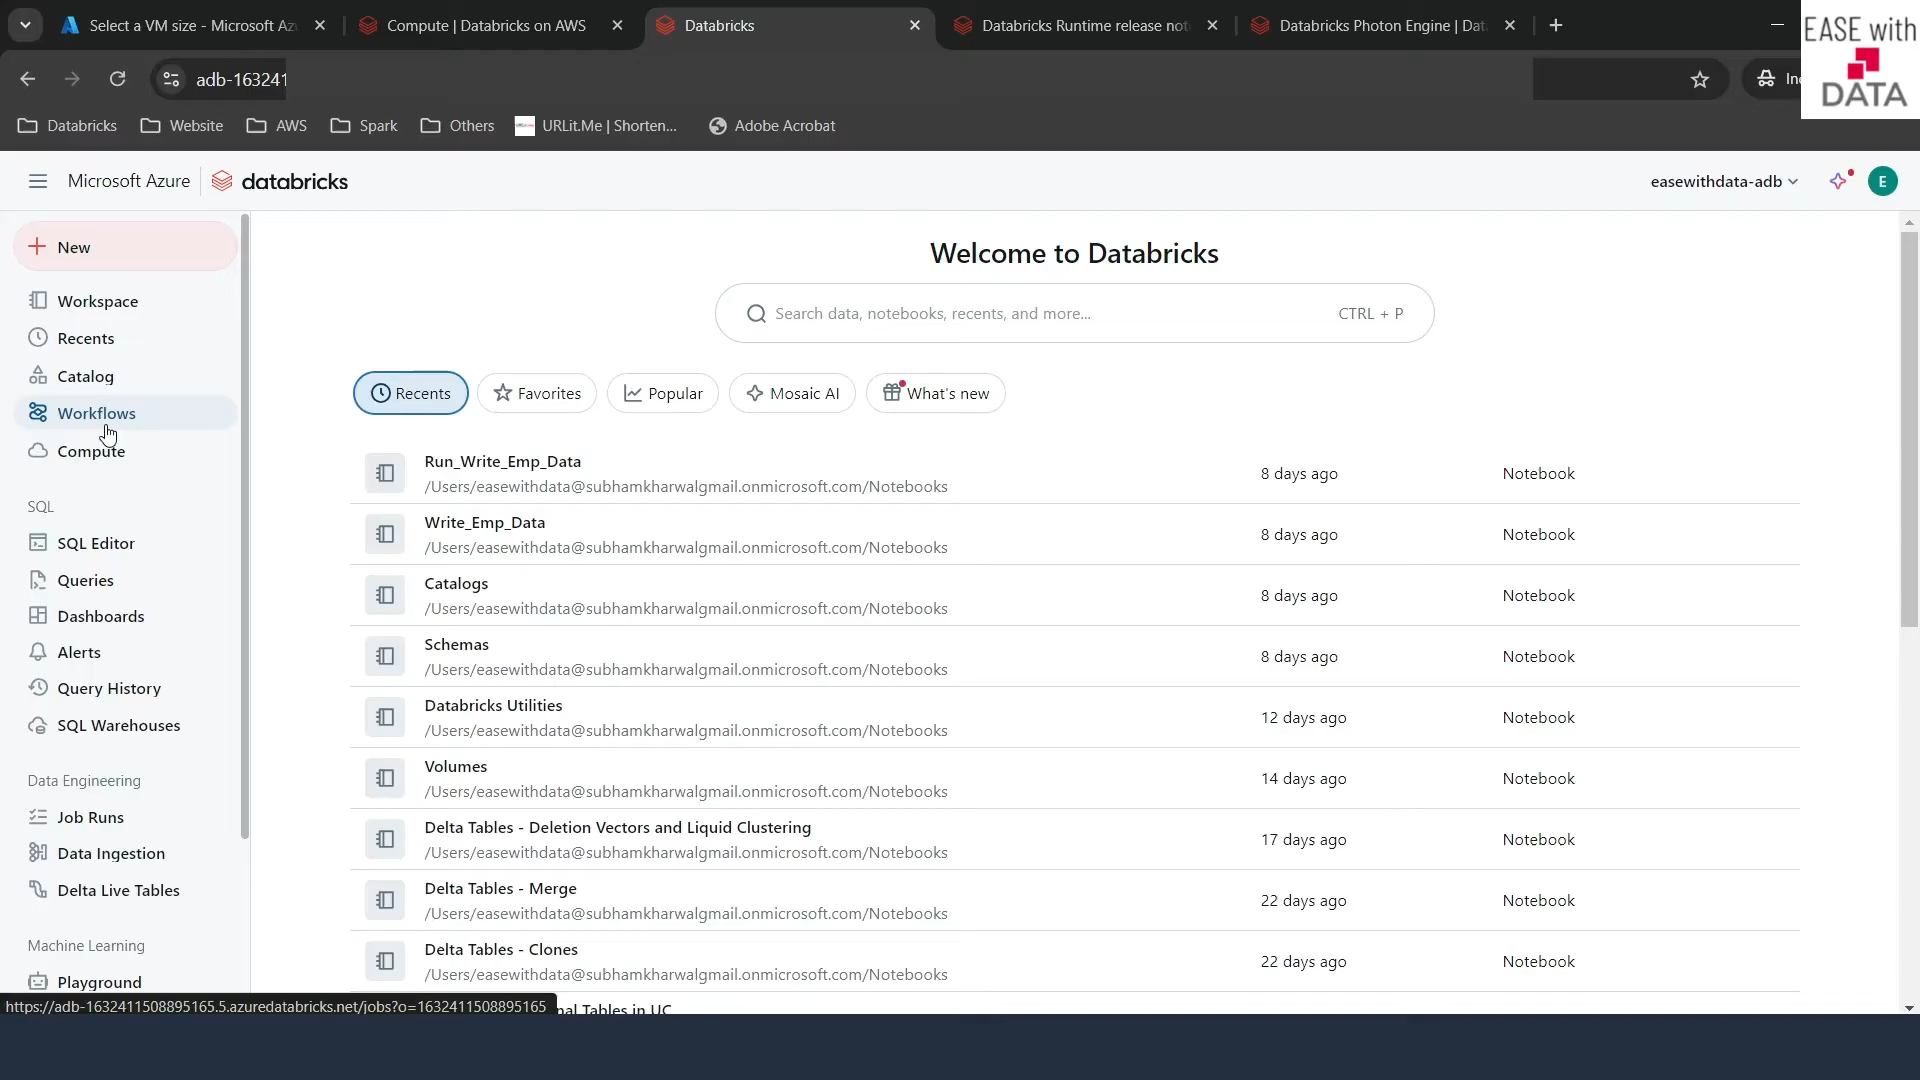 Select a VM size - Microsoft Az
Compute | Databricks on AWS
Databricks
Databricks Runtime release not
Databricks Photon Engine | Dat
EASE with
DATA
adb-163241
Databricks
Website
AWS
Spark
Others
URLit.Me | Shorten...
Adobe Acrobat
Microsoft Azure
databricks
easewithdata-adb
E
New
Workspace
Recents
Catalog
Workflows
Compute
SQL
SQL Editor
Queries
Dashboards
Alerts
Query History
SQL Warehouses
Data Engineering
Job Runs
Data Ingestion
Delta Live Tables
Machine Learning
Playground
Welcome to Databricks
Search data, notebooks, recents, and more...
CTRL + P
Recents
Favorites
Popular
Mosaic AI
What's new
Run_Write_Emp_Data
/Users/easewithdata@subhamkharwalgmail.onmicrosoft.com/Notebooks
8 days ago
Notebook
Write_Emp_Data
/Users/easewithdata@subhamkharwalgmail.onmicrosoft.com/Notebooks
8 days ago
Notebook
Catalogs
/Users/easewithdata@subhamkharwalgmail.onmicrosoft.com/Notebooks
8 days ago
Notebook
Schemas
/Users/easewithdata@subhamkharwalgmail.onmicrosoft.com/Notebooks
8 days ago
Notebook
Databricks Utilities
/Users/easewithdata@subhamkharwalgmail.onmicrosoft.com/Notebooks
12 days ago
Notebook
Volumes
/Users/easewithdata@subhamkharwalgmail.onmicrosoft.com/Notebooks
14 days ago
Notebook
Delta Tables - Deletion Vectors and Liquid Clustering
/Users/easewithdata@subhamkharwalgmail.onmicrosoft.com/Notebooks
17 days ago
Notebook
Delta Tables - Merge
/Users/easewithdata@subhamkharwalgmail.onmicrosoft.com/Notebooks
22 days ago
Notebook
Delta Tables - Clones
/Users/easewithdata@subhamkharwalgmail.onmicrosoft.com/Notebooks
22 days ago
Notebook
https://adb-1632411508895165.5.azuredatabricks.net/jobs?o=1632411508895165
Tables in UC